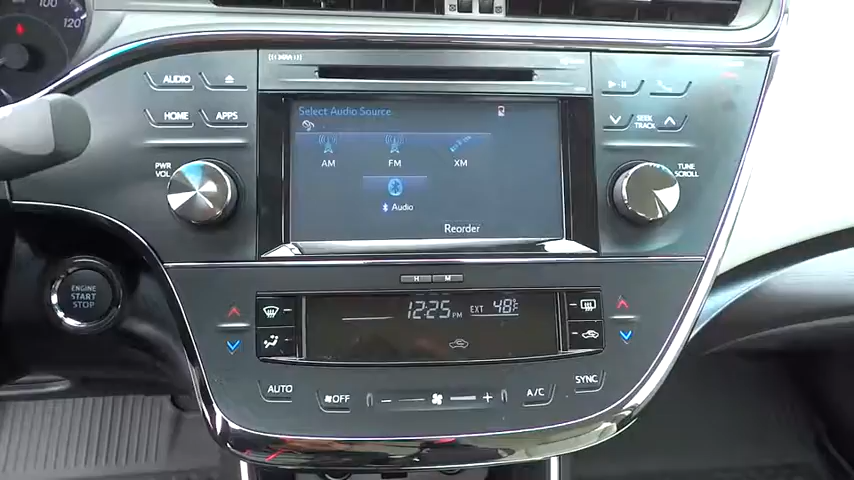 100
120
AUDIO
HOME
APPS
PWR
VOL
Select Audio Source
AM
FM
XM
Audio
Reorder
SEEK
TRACK
TUNE
SCROLL
ENGINE
START
STOP
H
M
12:25 PM
EXT 48°F
AUTO
OFF
A/C
SYNC